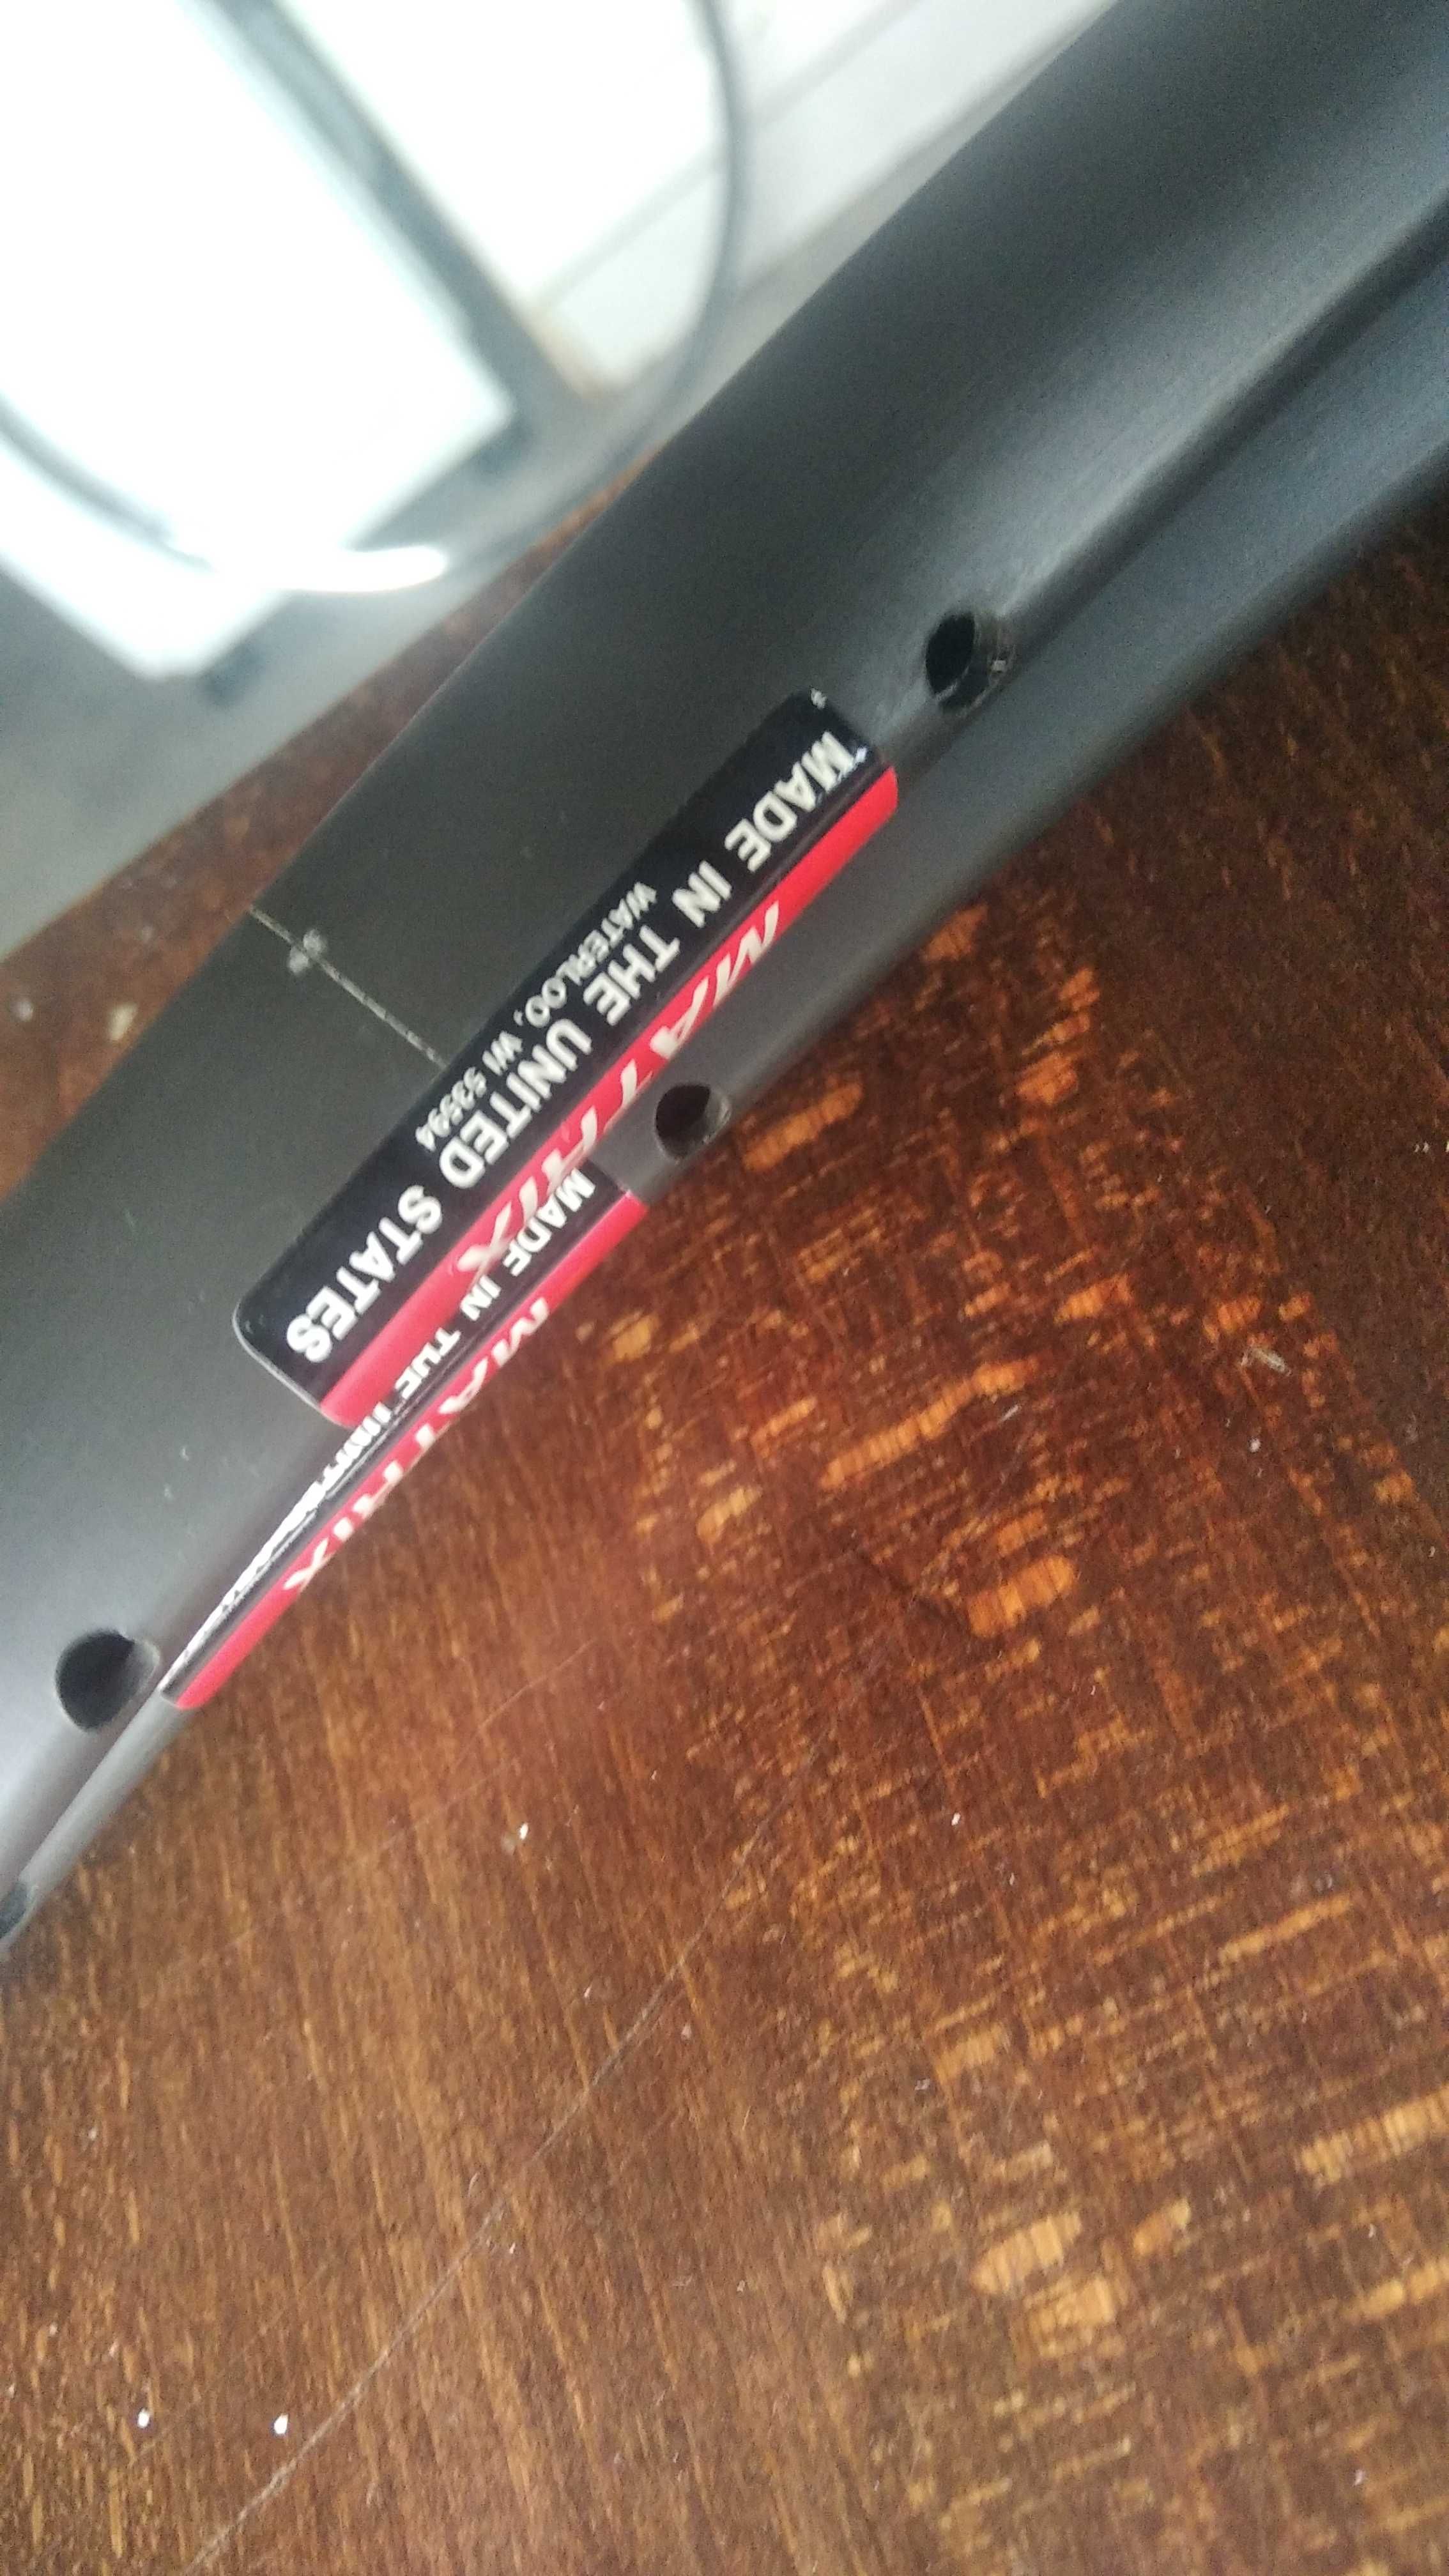 MATRIX
MADE IN THE UNITED STATES
WATERLOO, WI 53594
MATRIX
MADE IN THE